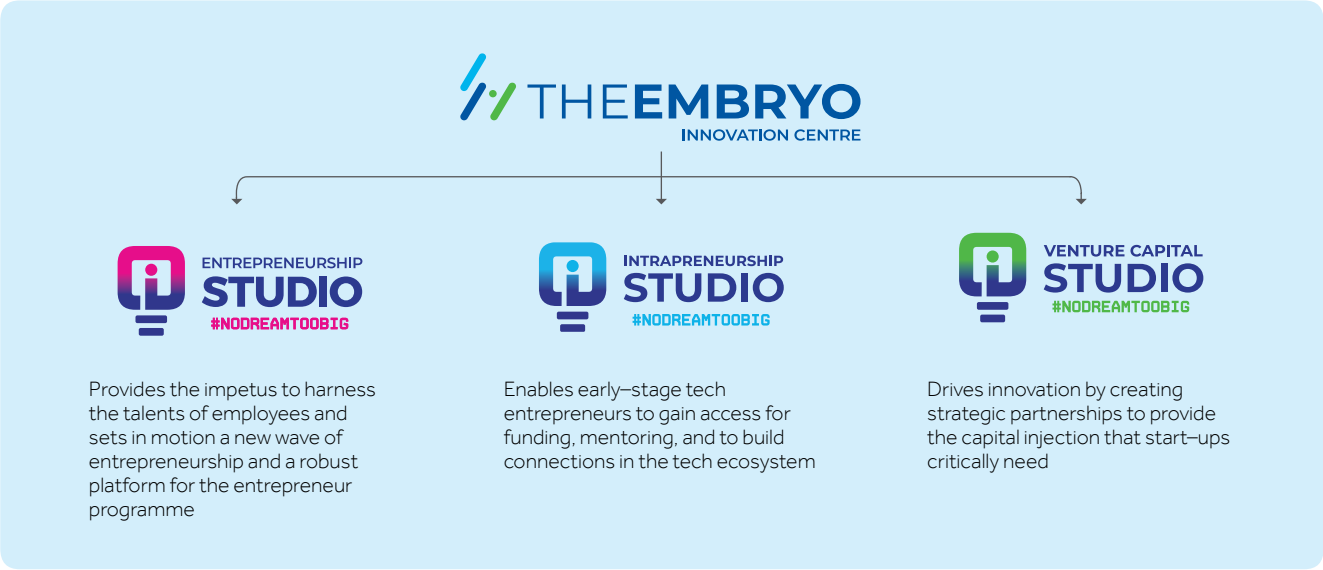 THEEMBRYO
INNOVATION CENTRE
ENTREPRENEURSHIP
STUDIO
#NODREAMTOOBIG
Provides the impetus to harness
the talents of employees and
sets in motion a new wave of
entrepreneurship and a robust
platform for the entrepreneur
programme
INTRAPRENEURSHIP
STUDIO
#NODREAMTOOBIG
Enables early–stage tech
entrepreneurs to gain access for
funding, mentoring, and to build
connections in the tech ecosystem
VENTURE CAPITAL
STUDIO
#NODREAMTOOBIG
Drives innovation by creating
strategic partnerships to provide
the capital injection that start–ups
critically need